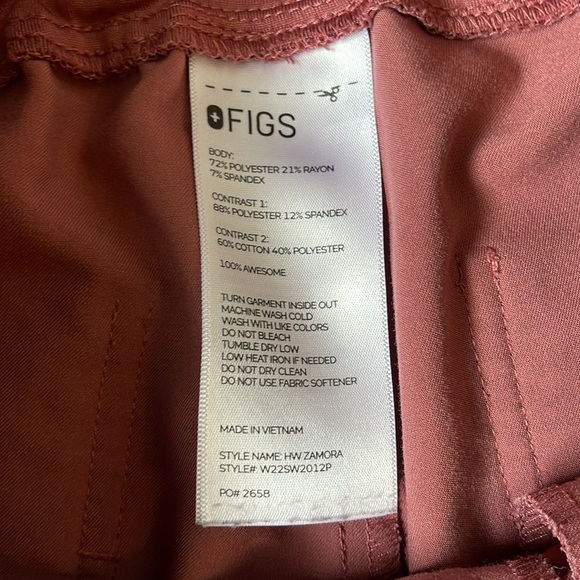 FIGS
BODY:
72% POLYESTER 21% RAYON
7% SPANDEX
CONTRAST 1:
88% POLYESTER 12% SPANDEX
CONTRAST 2:
60% COTTON 40% POLYESTER
100% AWESOME
TURN GARMENT INSIDE OUT
MACHINE WASH COLD
WASH WITH LIKE COLORS
DO NOT BLEACH
TUMBLE DRY LOW
LOW HEAT IRON IF NEEDED
DO NOT DRY CLEAN
DO NOT USE FABRIC SOFTENER
MADE IN VIETNAM
STYLE NAME: HW ZAMORA
STYLE#: W22SW2012P
PO# 2658